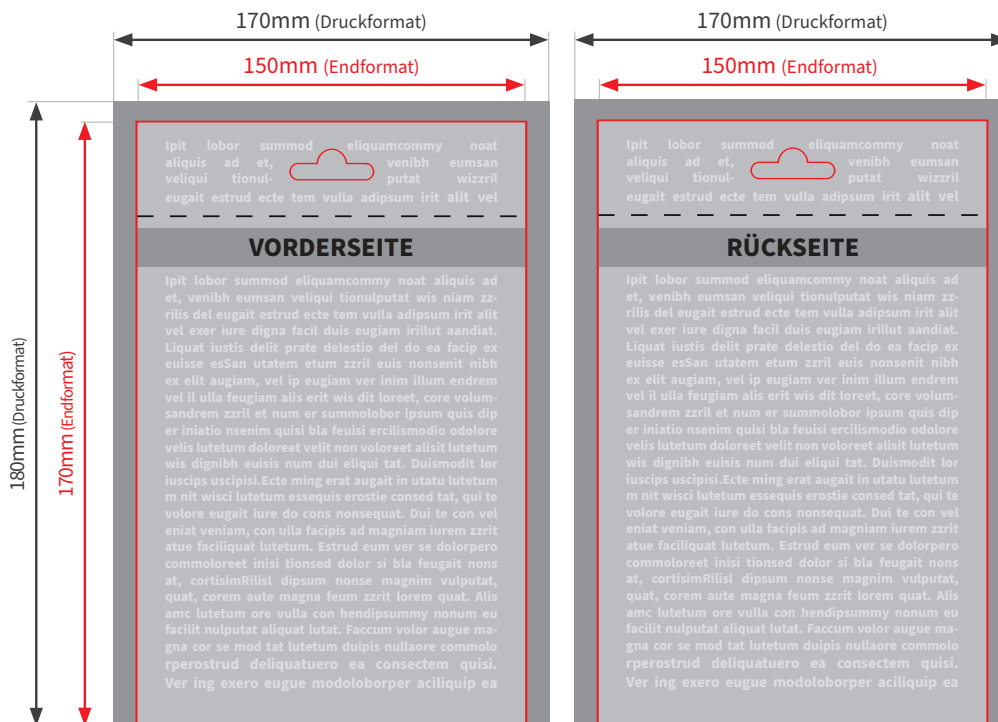 170mm (Druckformat)
150mm (Endformat)
170mm (Druckformat)
150mm (Endformat)
180mm (Druckformat)
170mm (Endformat)
Ipit lobor summod eliquamcommy noat
aliquis ad et, venibh eumsan
veliqui tionul- putat wizzril
eugait estrud ecte tem vulla adipsum irit alit vel
VORDERSEITE
Ipit lobor summod eliquamcommy noat aliquis ad
et, venibh eumsan veliqui tionulputat wis niam zz-
rilis del eugait estrud ecte tem vulla adipsum irit alit
vel exer iure digna facil duis eugiam irillut aandiat.
Liquat iustis delit prate delestio del do ea facip ex
euisse esSan utatem etum zzril euis nonsenit nibh
ex elit augiam, vel ip eugiam ver inim illum endrem
vel il ulla feugiam alis erit wis dit loreet, core volum-
sandrem zzril et num er summolobor ipsum quis dip
er iniatio nsenim quisi bla feuisi ercilismodio odolore
velis lutetum doloreet velit non voloreet alisit lutetum
wis dignibh euisis num dui eliqui tat. Duismodit lor
iuscips uscipisi.Ecte ming erat augait in utatu lutetum
m nit wisci lutetum essequis erostie consed tat, qui te
volore eugait iure do cons nonsequat. Dui te con vel
eniat veniam, con ulla facipis ad magniam iurem zzrit
atue faciliquat lutetum. Estrud eum ver se dolorpero
commoloreet inisi tionsed dolor si bla feugait nons
at, cortisimRilisl dipsum nonse magnim vulputat,
quat, corem aute magna feum zzrit lorem quat. Alis
amc lutetum ore vulla con hendipsummy nonum eu
facilit nulputat aliquat lutat. Faccum volor augue ma-
gna cor se mod tat lutetum duipis nullaore commolo
rperostrud deliquatuero ea consectem quisi.
Ver ing exero eugue modoloborper aciliquip ea
Ipit lobor summod eliquamcommy noat
aliquis ad et, venibh eumsan
veliqui tionul- putat wizzril
eugait estrud ecte tem vulla adipsum irit alit vel
RÜCKSEITE
Ipit lobor summod eliquamcommy noat aliquis ad
et, venibh eumsan veliqui tionulputat wis niam zz-
rilis del eugait estrud ecte tem vulla adipsum irit alit
vel exer iure digna facil duis eugiam irillut aandiat.
Liquat iustis delit prate delestio del do ea facip ex
euisse esSan utatem etum zzril euis nonsenit nibh
ex elit augiam, vel ip eugiam ver inim illum endrem
vel il ulla feugiam alis erit wis dit loreet, core volum-
sandrem zzril et num er summolobor ipsum quis dip
er iniatio nsenim quisi bla feuisi ercilismodio odolore
velis lutetum doloreet velit non voloreet alisit lutetum
wis dignibh euisis num dui eliqui tat. Duismodit lor
iuscips uscipisi.Ecte ming erat augait in utatu lutetum
m nit wisci lutetum essequis erostie consed tat, qui te
volore eugait iure do cons nonsequat. Dui te con vel
eniat veniam, con ulla facipis ad magniam iurem zzrit
atue faciliquat lutetum. Estrud eum ver se dolorpero
commoloreet inisi tionsed dolor si bla feugait nons
at, cortisimRilisl dipsum nonse magnim vulputat,
quat, corem aute magna feum zzrit lorem quat. Alis
amc lutetum ore vulla con hendipsummy nonum eu
facilit nulputat aliquat lutat. Faccum volor augue ma-
gna cor se mod tat lutetum duipis nullaore commolo
rperostrud deliquatuero ea consectem quisi.
Ver ing exero eugue modoloborper aciliquip ea